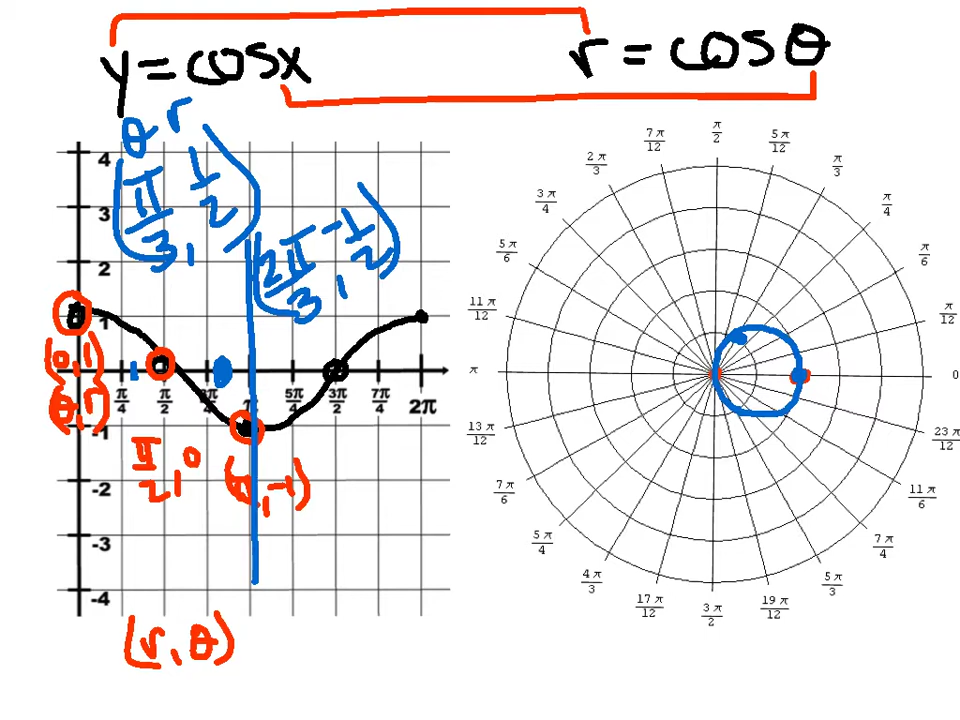 y = cosx
r = cosθ
θ r
(π/3, 1/2)
(2π/3, -1/2)
(0,1)
(θ,r)
π/2, 0
(π,-1)
(r, θ)
4
3
2
1
-1
-2
-3
-4
π/4 π/2 3π/4 π 5π/4 3π/2 7π/4 2π
0
π/12
π/6
π/4
π/3
5π/12
π/2
7π/12
2π/3
3π/4
5π/6
11π/12
π
13π/12
7π/6
5π/4
4π/3
17π/12
3π/2
19π/12
5π/3
7π/4
11π/6
23π/12